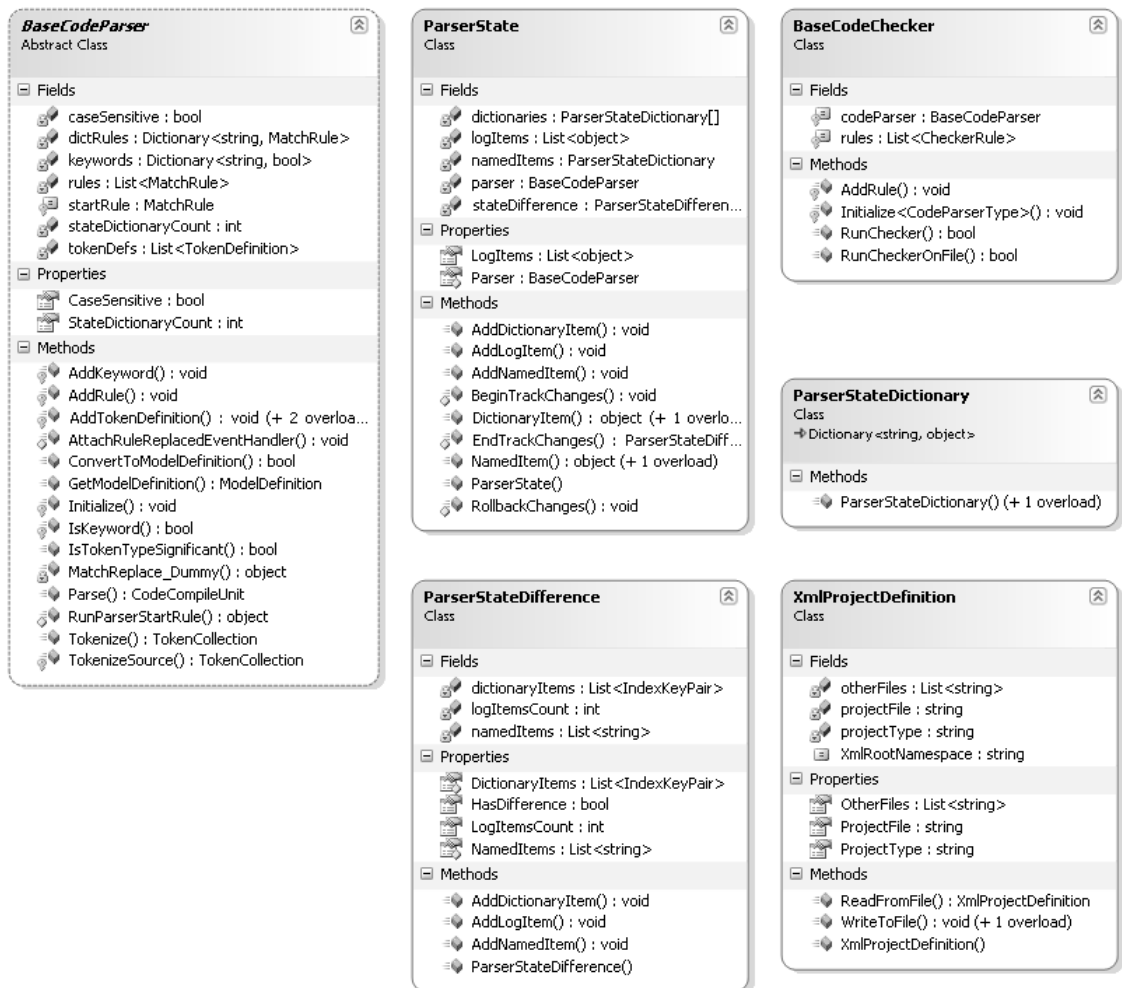 BaseCodeParser
Abstract Class
Fields
caseSensitive : bool
dictRules : Dictionary<string, MatchRule>
keywords : Dictionary<string, bool>
rules : List<MatchRule>
startRule : MatchRule
stateDictionaryCount : int
tokenDefs : List<TokenDefinition>
Properties
CaseSensitive : bool
StateDictionaryCount : int
Methods
AddKeyword() : void
AddRule() : void
AddTokenDefinition() : void (+ 2 overloa...
AttachRuleReplacedEventHandler() : void
ConvertToModelDefinition() : bool
GetModelDefinition() : ModelDefinition
Initialize() : void
IsKeyword() : bool
IsTokenTypeSignificant() : bool
MatchReplace_Dummy() : object
Parse() : CodeCompileUnit
RunParserStartRule() : object
Tokenize() : TokenCollection
TokenizeSource() : TokenCollection
ParserState
Class
Fields
dictionaries : ParserStateDictionary[]
logItems : List<object>
namedItems : ParserStateDictionary
parser : BaseCodeParser
stateDifference : ParserStateDifferen...
Properties
LogItems : List<object>
Parser : BaseCodeParser
Methods
AddDictionaryItem() : void
AddLogItem() : void
AddNamedItem() : void
BeginTrackChanges() : void
DictionaryItem() : object (+ 1 overlo...
EndTrackChanges() : ParserStateDiff...
NamedItem() : object (+ 1 overload)
ParserState()
RollbackChanges() : void
BaseCodeChecker
Class
Fields
codeParser : BaseCodeParser
rules : List<CheckerRule>
Methods
AddRule() : void
Initialize<CodeParserType>() : void
RunChecker() : bool
RunCheckerOnFile() : bool
ParserStateDictionary
Class
Dictionary<string, object>
Methods
ParserStateDictionary() (+ 1 overload)
ParserStateDifference
Class
Fields
dictionaryItems : List<IndexKeyPair>
logItemsCount : int
namedItems : List<string>
Properties
DictionaryItems : List<IndexKeyPair>
HasDifference : bool
LogItemsCount : int
NamedItems : List<string>
Methods
AddDictionaryItem() : void
AddLogItem() : void
AddNamedItem() : void
ParserStateDifference()
XmlProjectDefinition
Class
Fields
otherFiles : List<string>
projectFile : string
projectType : string
XmlRootNamespace : string
Properties
OtherFiles : List<string>
ProjectFile : string
ProjectType : string
Methods
ReadFromFile() : XmlProjectDefinition
WriteToFile() : void (+ 1 overload)
XmlProjectDefinition()